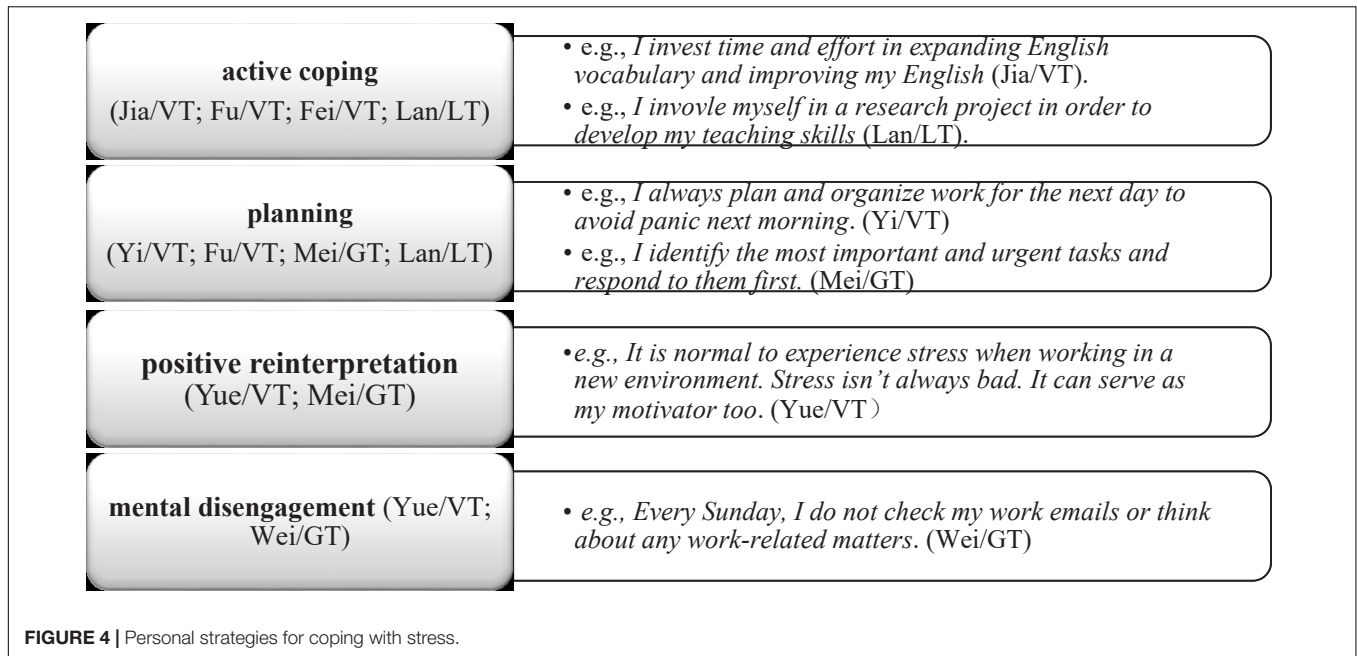 active coping
(Jia/VT; Fu/VT; Fei/VT; Lan/LT)
• e.g., I invest time and effort in expanding English
vocabulary and improving my English (Jia/VT).
• e.g., I invovle myself in a research project in order to
develop my teaching skills (Lan/LT).
planning
(Yi/VT; Fu/VT; Mei/GT; Lan/LT)
• e.g., I always plan and organize work for the next day to
avoid panic next morning. (Yi/VT)
• e.g., I identify the most important and urgent tasks and
respond to them first. (Mei/GT)
positive reinterpretation
(Yue/VT; Mei/GT)
•e.g., It is normal to experience stress when working in a
new environment. Stress isn't always bad. It can serve as
my motivator too. (Yue/VT）
mental disengagement (Yue/VT;
Wei/GT)
• e.g., Every Sunday, I do not check my work emails or think
about any work-related matters. (Wei/GT)
FIGURE 4 | Personal strategies for coping with stress.